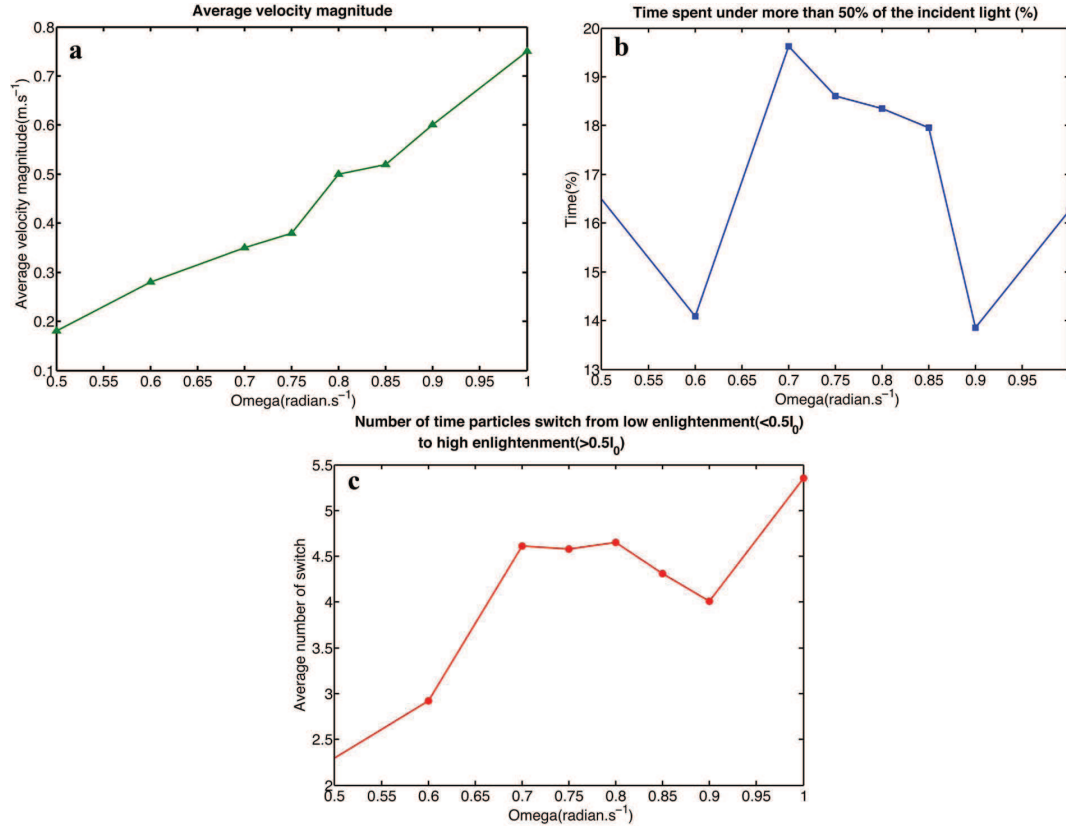 Average velocity magnitude
a
Average velocity magnitude(m.s⁻¹)
0.8
0.7
0.6
0.5
0.4
0.3
0.2
0.1
0.5 0.55 0.6 0.65 0.7 0.75 0.8 0.85 0.9 0.95 1
Omega(radian.s⁻¹)
Time spent under more than 50% of the incident light (%)
b
Time(%)
20
19
18
17
16
15
14
13
0.5 0.55 0.6 0.65 0.7 0.75 0.8 0.85 0.9 0.95
Omega(radian.s⁻¹)
Number of time particles switch from low enlightenment(<0.5I₀)
to high enlightenment(>0.5I₀)
c
Average number of switch
5.5
5
4.5
4
3.5
3
2.5
2
0.5 0.55 0.6 0.65 0.7 0.75 0.8 0.85 0.9 0.95 1
Omega(radian.s⁻¹)